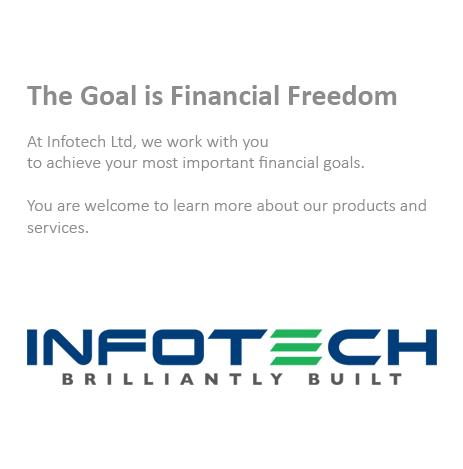 The Goal is Financial Freedom
At Infotech Ltd, we work with you
to achieve your most important financial goals.
You are welcome to learn more about our products and
services.
INFOTECH
BRILLIANTLY BUILT